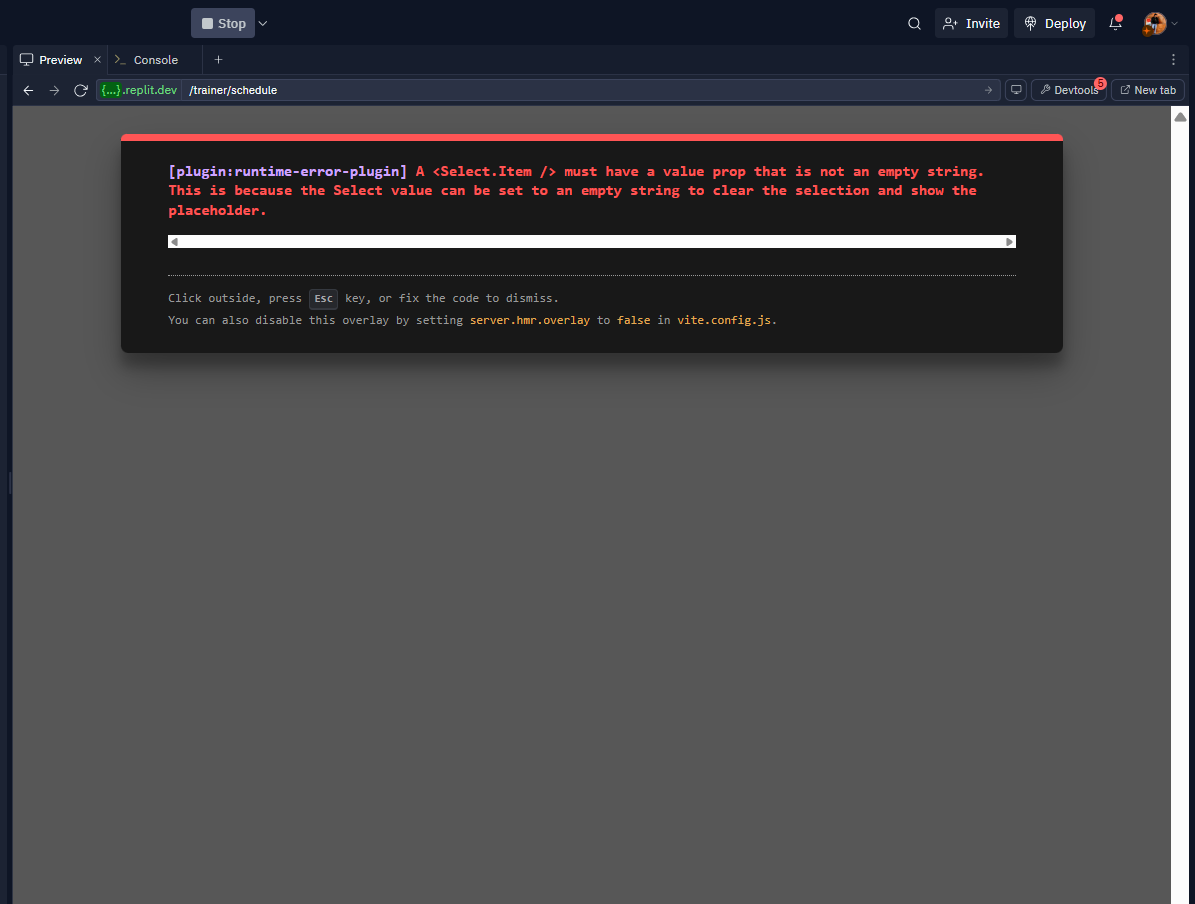 Stop
Invite
Deploy
Preview
Console
{...}.replit.dev /trainer/schedule
Devtools
5
New tab
[plugin:runtime-error-plugin] A <Select.Item /> must have a value prop that is not an empty string.
This is because the Select value can be set to an empty string to clear the selection and show the
placeholder.
Click outside, press Esc key, or fix the code to dismiss.
You can also disable this overlay by setting server.hmr.overlay to false in vite.config.js.